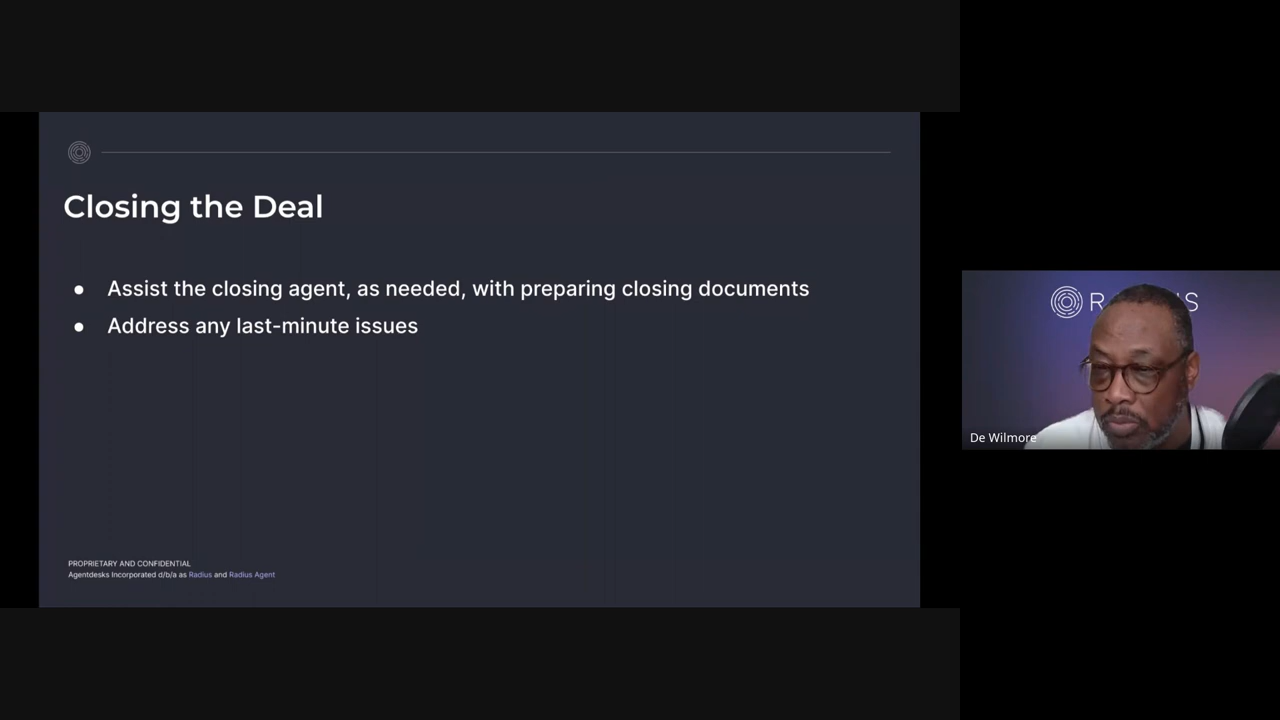 Closing the Deal
● Assist the closing agent, as needed, with preparing closing documents
● Address any last-minute issues
PROPRIETARY AND CONFIDENTIAL
Agentdesks Incorporated d/b/a as Radius and Radius Agent
De Wilmore